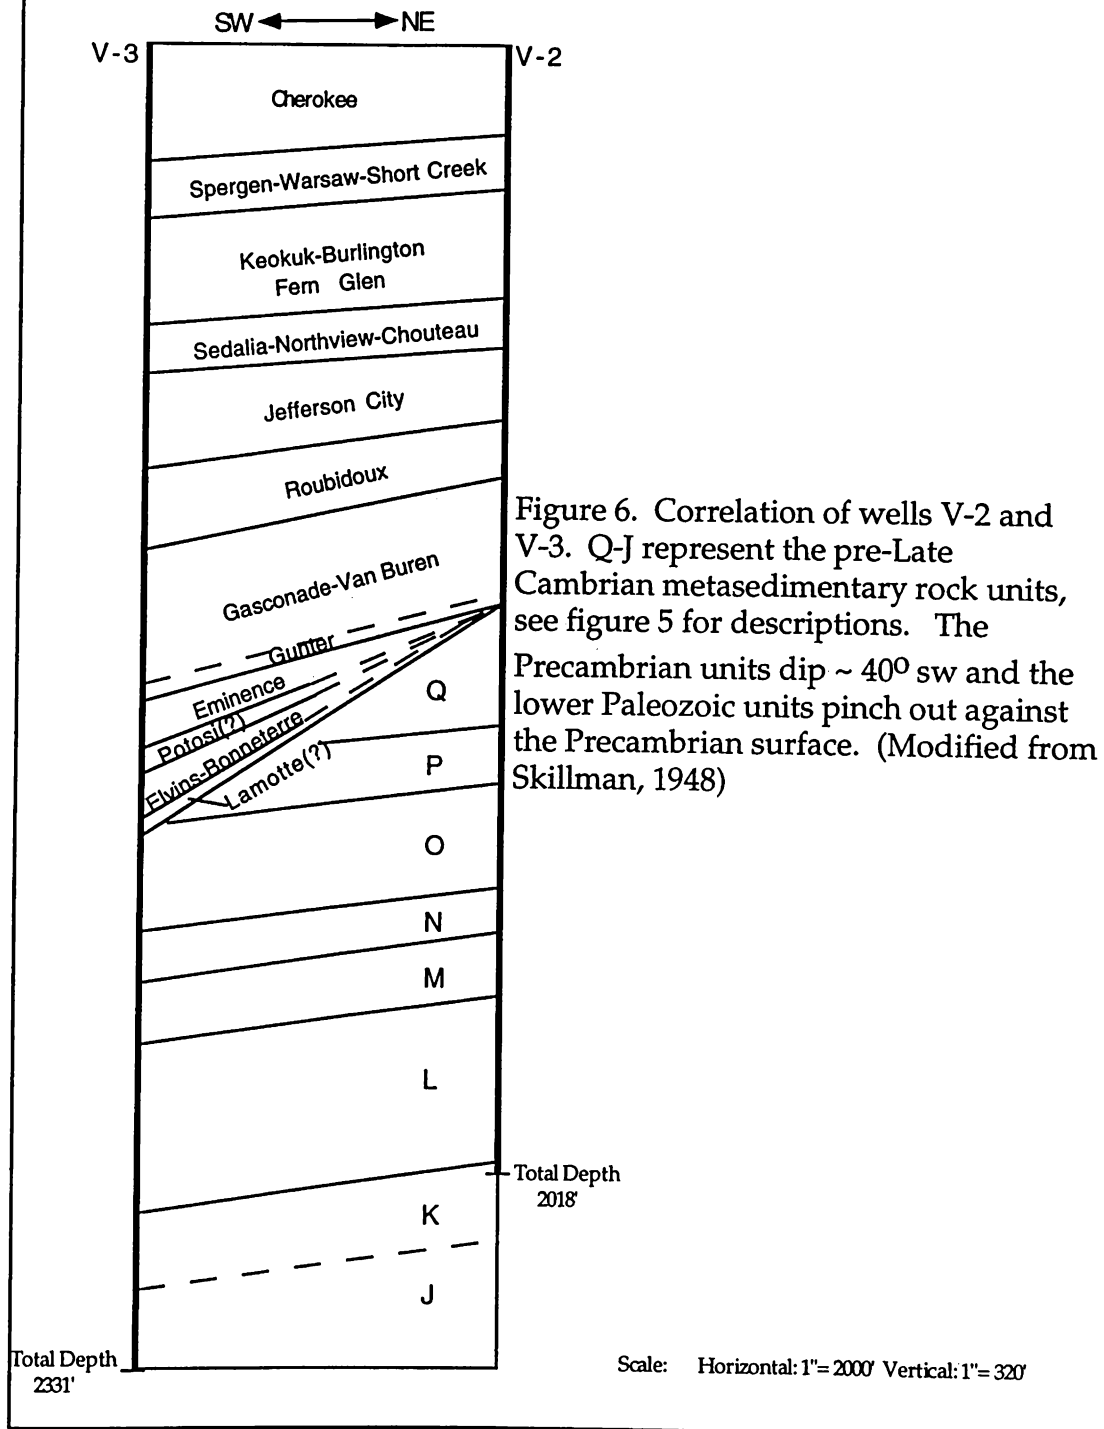 SW NE
V-3 V-2
Cherokee
Spergen-Warsaw-Short Creek
Keokuk-Burlington
Fern Glen
Sedalia-Northview-Chouteau
Jefferson City
Roubidoux
Gasconade-Van Buren
Gunter
Eminence
Potosi(?)
Elvins-Bonneterre
Lamotte(?)
Q
P
O
N
M
L
K
J
Total Depth
2018'
Total Depth
2331'
Figure 6. Correlation of wells V-2 and
V-3. Q-J represent the pre-Late
Cambrian metasedimentary rock units,
see figure 5 for descriptions. The
Precambrian units dip ~ 40º sw and the
lower Paleozoic units pinch out against
the Precambrian surface. (Modified from
Skillman, 1948)
Scale: Horizontal: 1"= 2000' Vertical: 1"= 320'